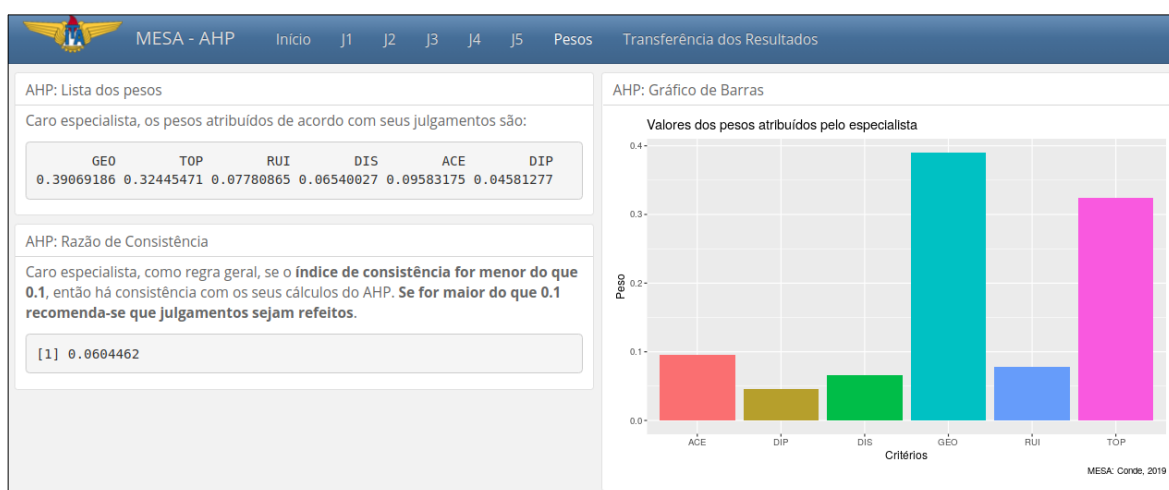 MESA - AHP Início J1 J2 J3 J4 J5 Pesos Transferência dos Resultados
AHP: Lista dos pesos
Caro especialista, os pesos atribuídos de acordo com seus julgamentos são:
GEO TOP RUI DIS ACE DIP
0.39069186 0.32445471 0.07780865 0.06540027 0.09583175 0.04581277
AHP: Razão de Consistência
Caro especialista, como regra geral, se o índice de consistência for menor do que
0.1, então há consistência com os seus cálculos do AHP. Se for maior do que 0.1
recomenda-se que julgamentos sejam refeitos.
[1] 0.0604462
AHP: Gráfico de Barras
Valores dos pesos atribuídos pelo especialista
0.4
0.3
0.2
0.1
0.0
Peso
ACE DIP DIS GEO RUI TOP
Critérios
MESA: Conde, 2019